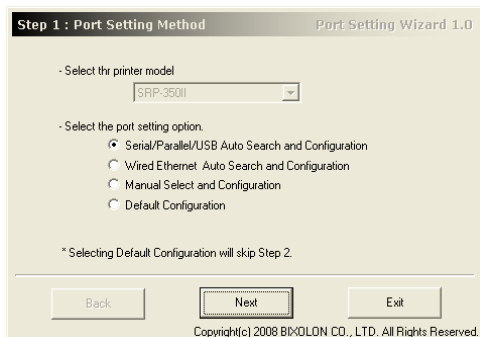 Step 1 : Port Setting Method Port Setting Wizard 1.0
- Select thr printer model
SRP-350II
- Select the port setting option.
Serial/Parallel/USB Auto Search and Configuration
Wired Ethernet Auto Search and Configuration
Manual Select and Configuration
Default Configuration
* Selecting Default Configuration will skip Step 2.
Back Next Exit
Copyright(c) 2008 BIXOLON CO., LTD. All Rights Reserved.